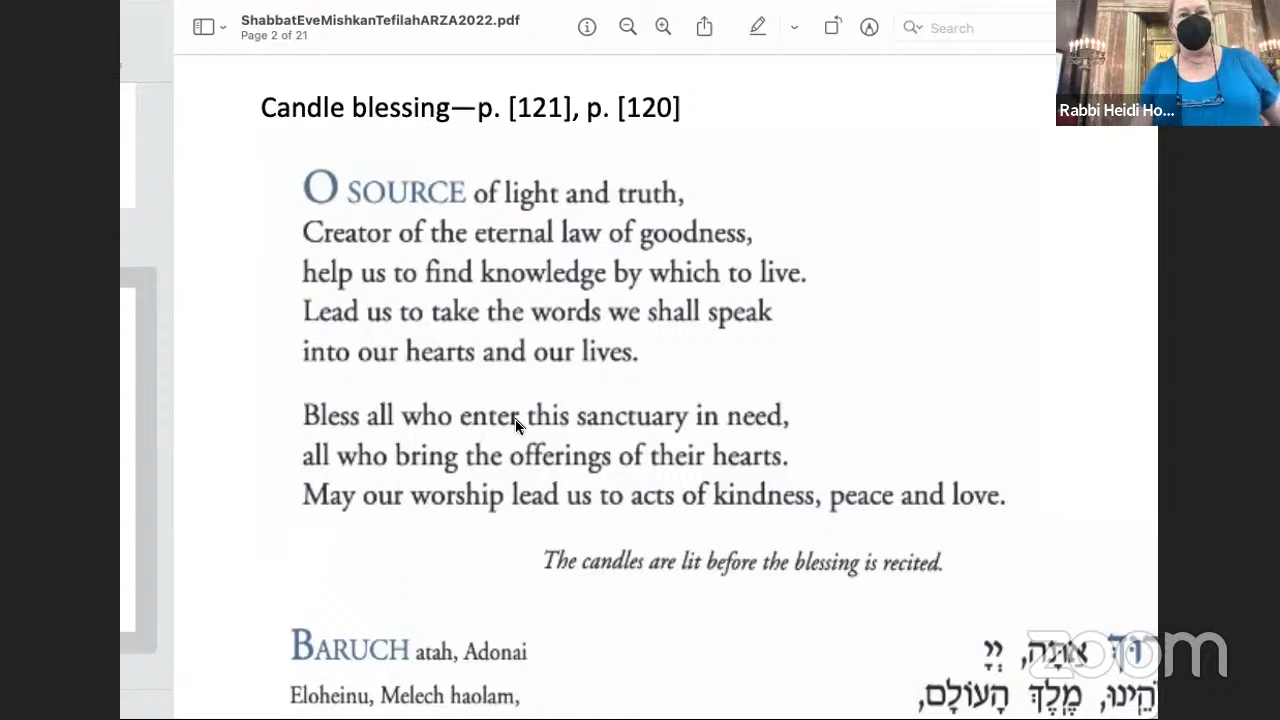 ShabbatEveMishkanTefilahARZA2022.pdf
Page 2 of 21
Search
Rabbi Heidi Ho...
Candle blessing—p. [121], p. [120]
O SOURCE of light and truth,
Creator of the eternal law of goodness,
help us to find knowledge by which to live.
Lead us to take the words we shall speak
into our hearts and our lives.
Bless all who enter this sanctuary in need,
all who bring the offerings of their hearts.
May our worship lead us to acts of kindness, peace and love.
The candles are lit before the blessing is recited.
BARUCH atah, Adonai
Eloheinu, Melech haolam,
אַתָּה, יְיָ
מֶֽלֶךְ הָעוֹלָם,
zoom